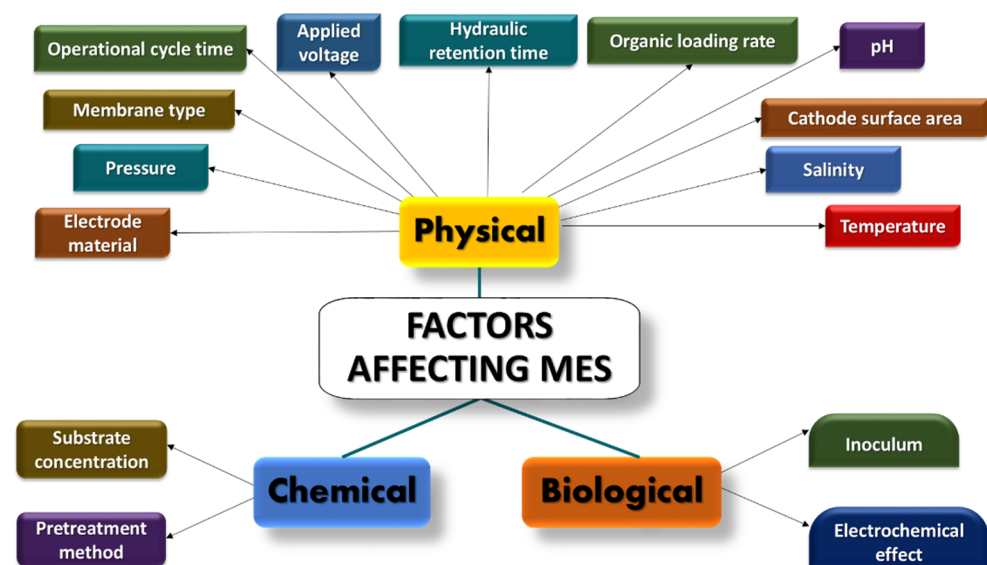 Operational cycle time
Applied
voltage
Hydraulic
retention time
Organic loading rate
pH
Membrane type
Cathode surface area
Pressure
Salinity
Electrode
material
Physical
Temperature
FACTORS
AFFECTING MES
Substrate
concentration
Inoculum
Chemical
Biological
Pretreatment
method
Electrochemical
effect